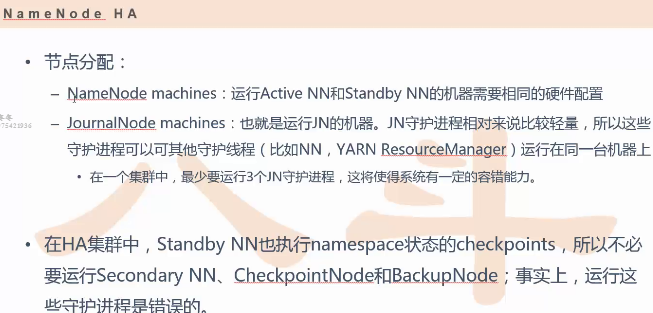 NameNode HA
• 节点分配：
– NameNode machines：运行Active NN和Standby NN的机器需要相同的硬件配置
– JournalNode machines：也就是运行JN的机器。JN守护进程相对来说比较轻量，所以这些
守护进程可以可其他守护线程（比如NN，YARN ResourceManager）运行在同一台机器上
• 在一个集群中，最少要运行3个JN守护进程，这将使得系统有一定的容错能力。
• 在HA集群中，Standby NN也执行namespace状态的checkpoints，所以不必
要运行Secondary NN、CheckpointNode和BackupNode；事实上，运行这
些守护进程是错误的。
八斗